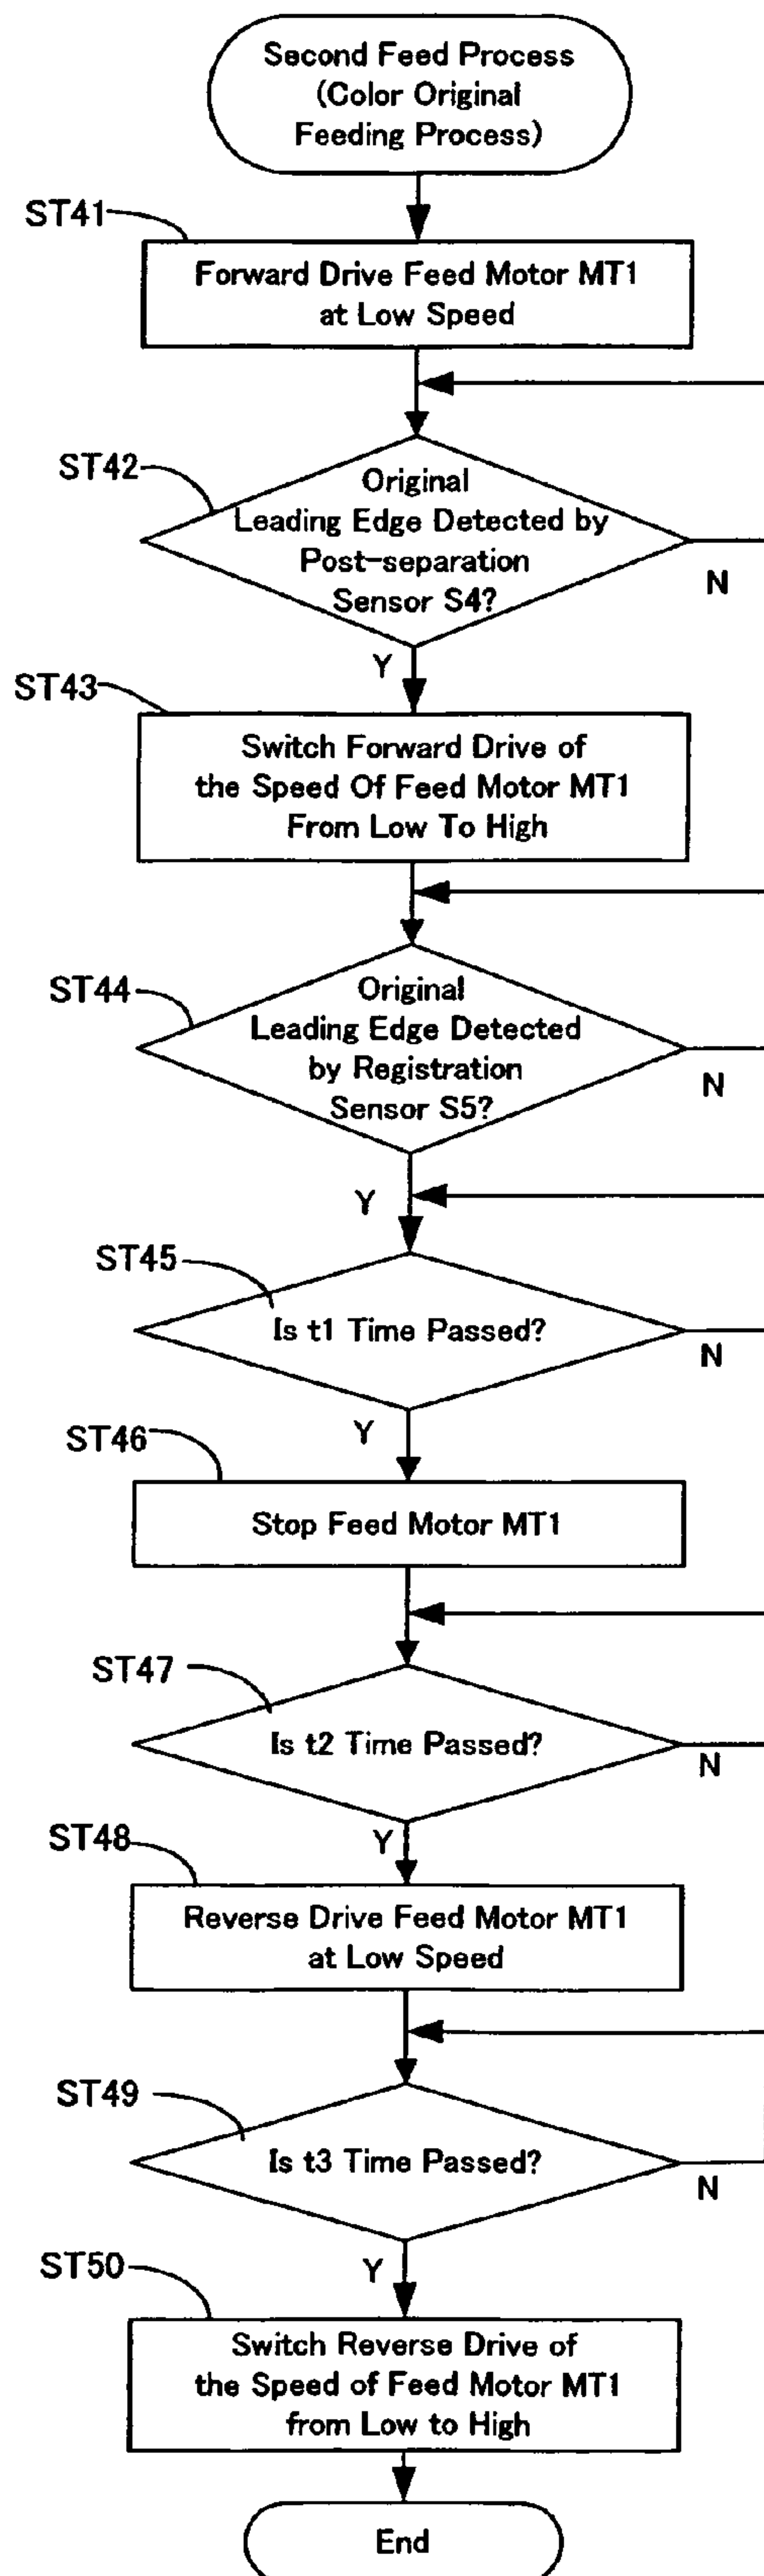 Second Feed Process
(Color Original
Feeding Process)
ST41
Forward Drive Feed Motor MT1
at Low Speed
ST42
Original
Leading Edge Detected by
Post-separation
Sensor S4?
N
Y
ST43
Switch Forward Drive of
the Speed Of Feed Motor MT1
From Low To High
ST44
Original
Leading Edge Detected
by Registration
Sensor S5?
N
Y
ST45
Is t1 Time Passed?
N
Y
ST46
Stop Feed Motor MT1
ST47
Is t2 Time Passed?
N
Y
ST48
Reverse Drive Feed Motor MT1
at Low Speed
ST49
Is t3 Time Passed?
N
Y
ST50
Switch Reverse Drive of
the Speed of Feed Motor MT1
from Low to High
End